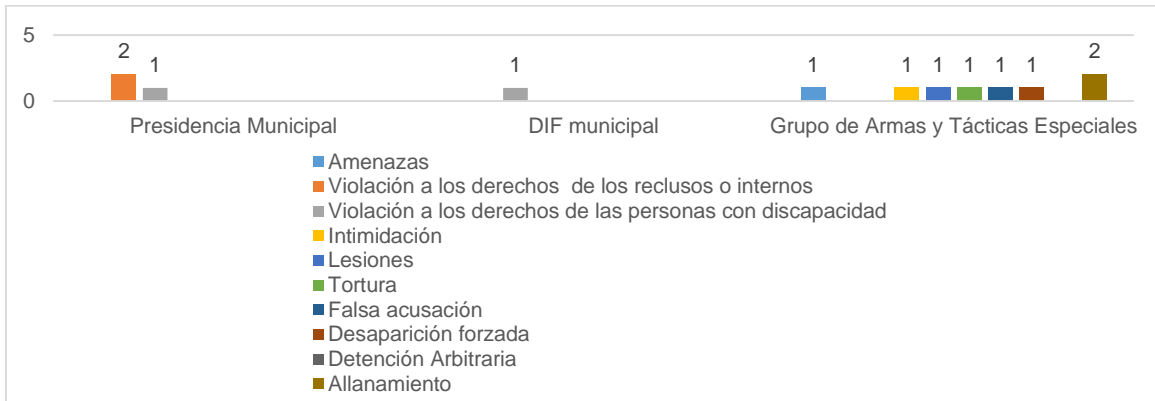 5
0
2
1
1
1
1
1
1
1
1
2
Presidencia Municipal
DIF municipal
Grupo de Armas y Tácticas Especiales
Amenazas
Violación a los derechos de los reclusos o internos
Violación a los derechos de las personas con discapacidad
Intimidación
Lesiones
Tortura
Falsa acusación
Desaparición forzada
Detención Arbitraria
Allanamiento